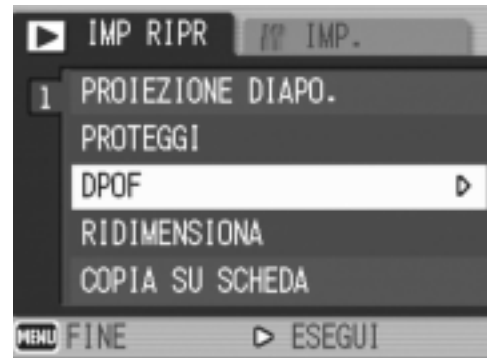 IMP RIPR IMP.
1 PROIEZIONE DIAPO.
PROTEGGI
DPOF
RIDIMENSIONA
COPIA SU SCHEDA
MENU FINE ESEGUI